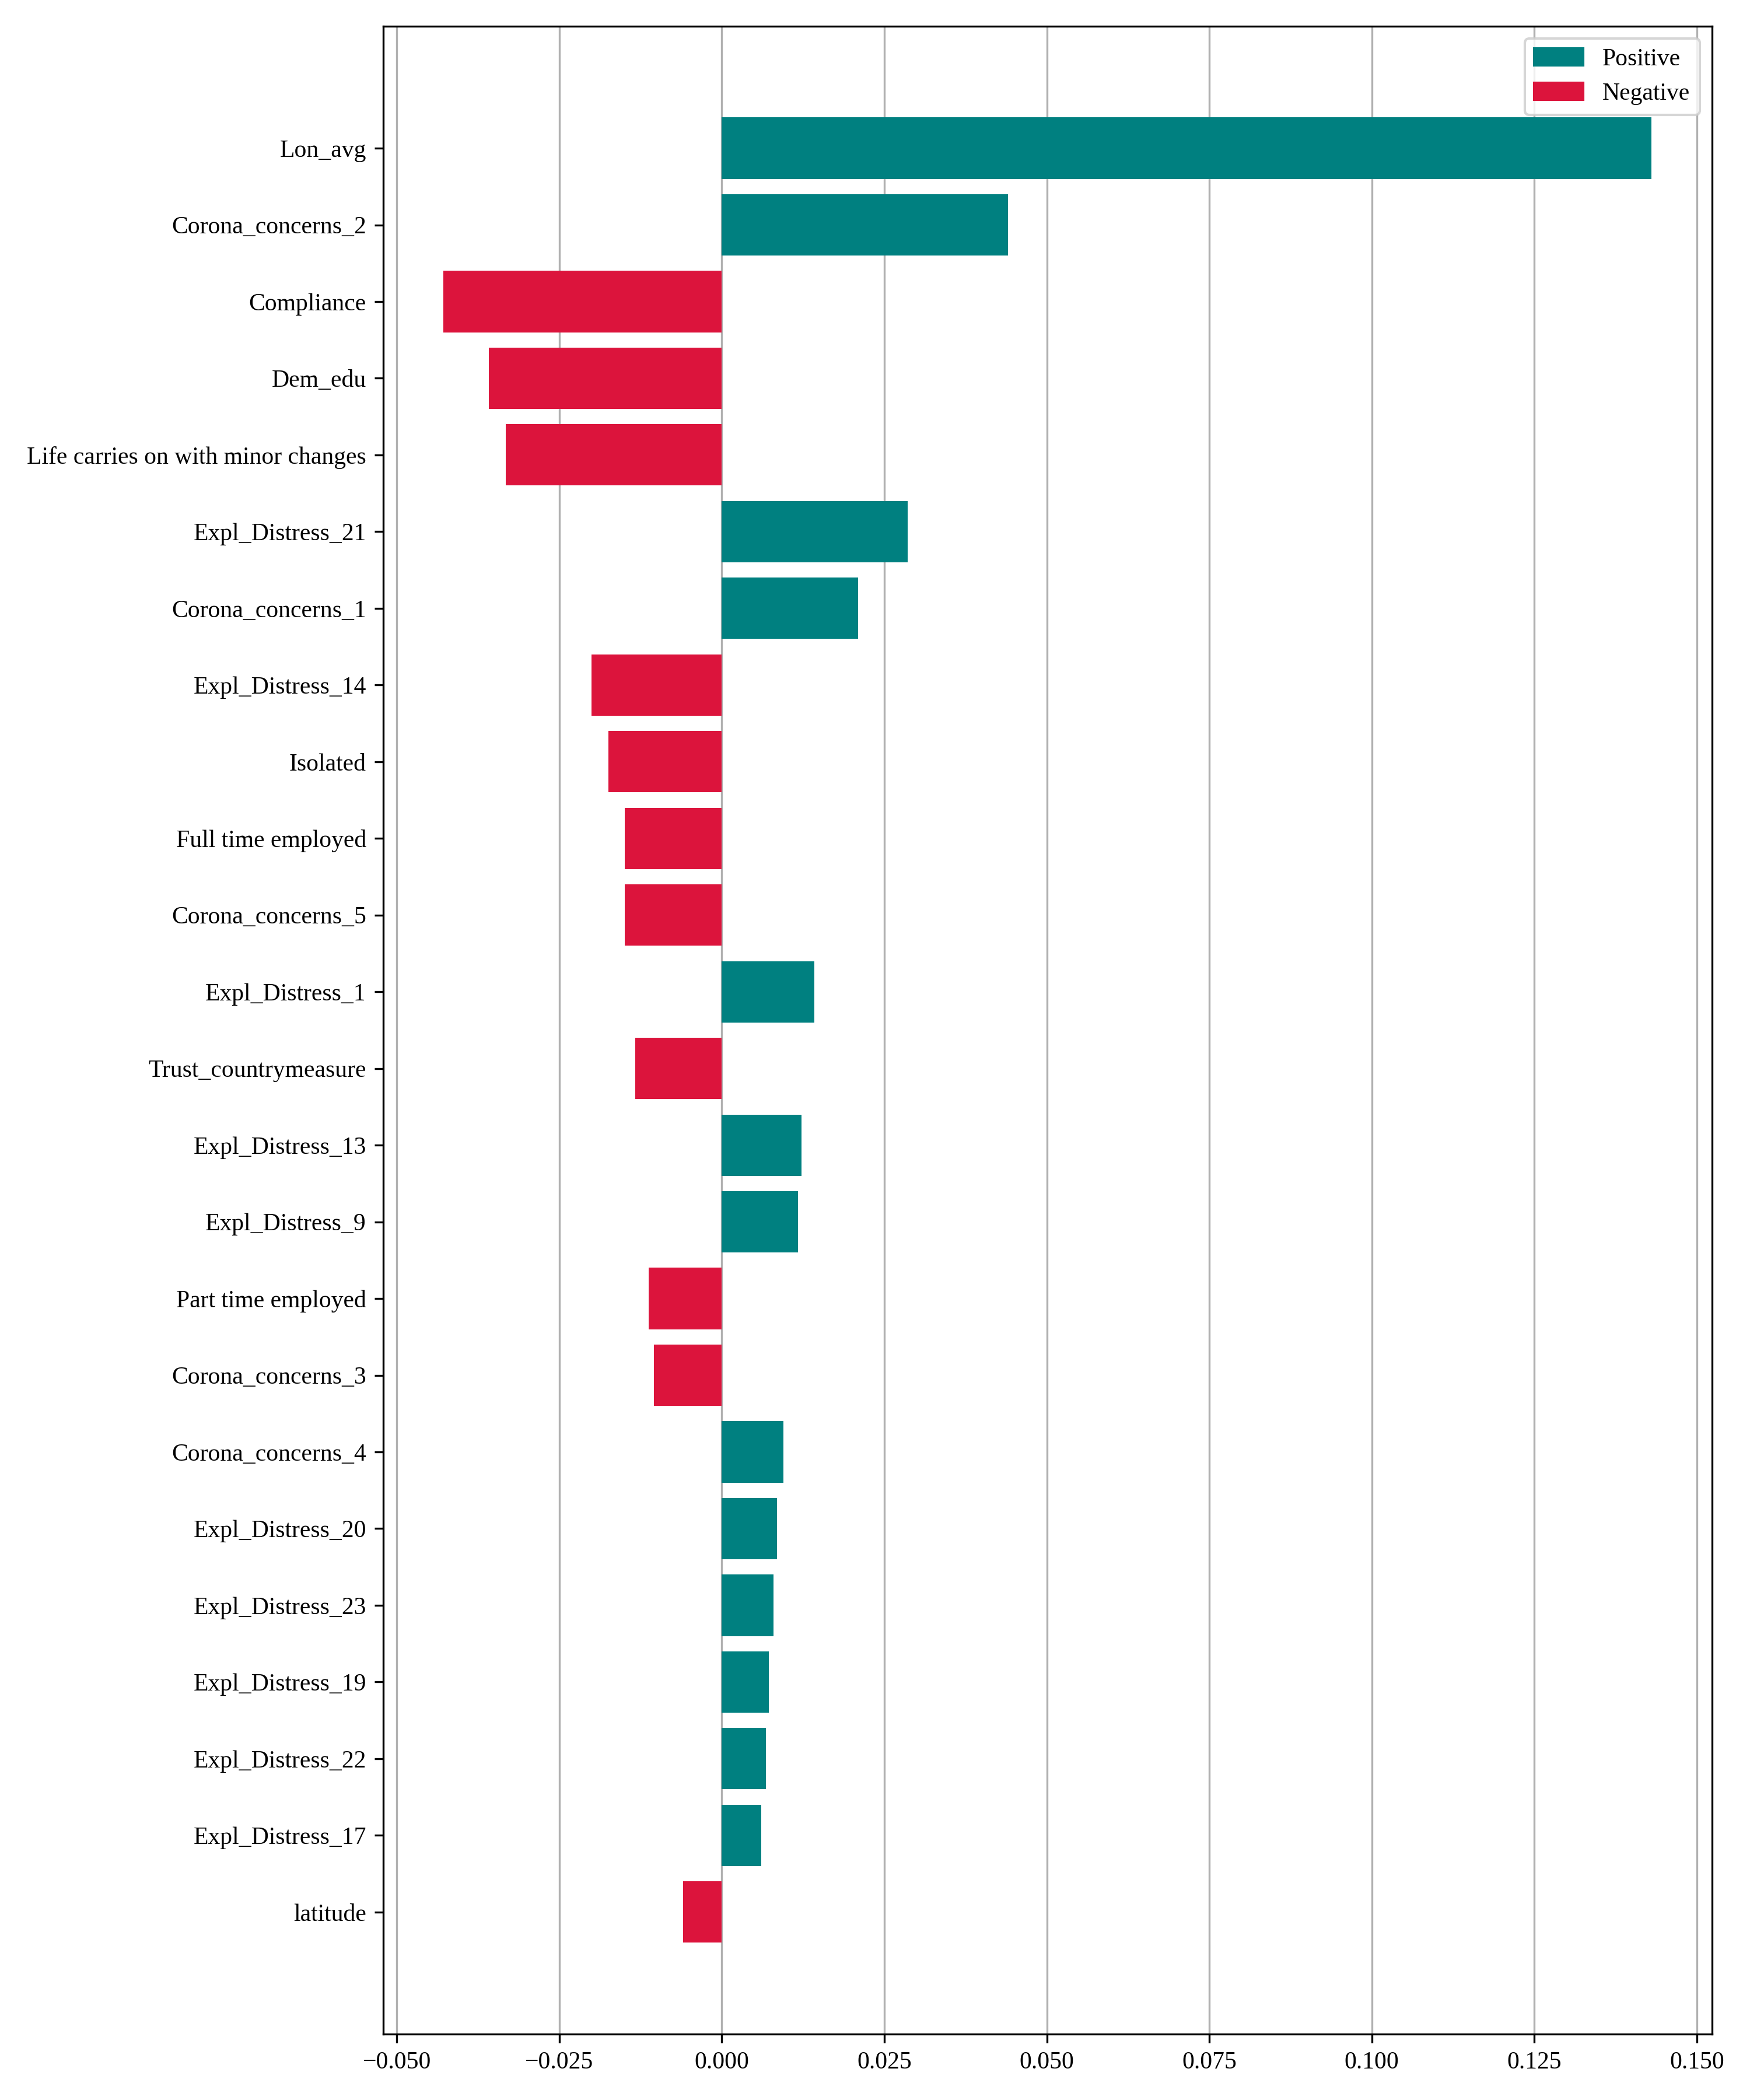 Positive
Negative
Lon_avg
Corona_concerns_2
Compliance
Dem_edu
Life carries on with minor changes
Expl_Distress_21
Corona_concerns_1
Expl_Distress_14
Isolated
Full time employed
Corona_concerns_5
Expl_Distress_1
Trust_countrymeasure
Expl_Distress_13
Expl_Distress_9
Part time employed
Corona_concerns_3
Corona_concerns_4
Expl_Distress_20
Expl_Distress_23
Expl_Distress_19
Expl_Distress_22
Expl_Distress_17
latitude
−0.050 −0.025 0.000 0.025 0.050 0.075 0.100 0.125 0.150